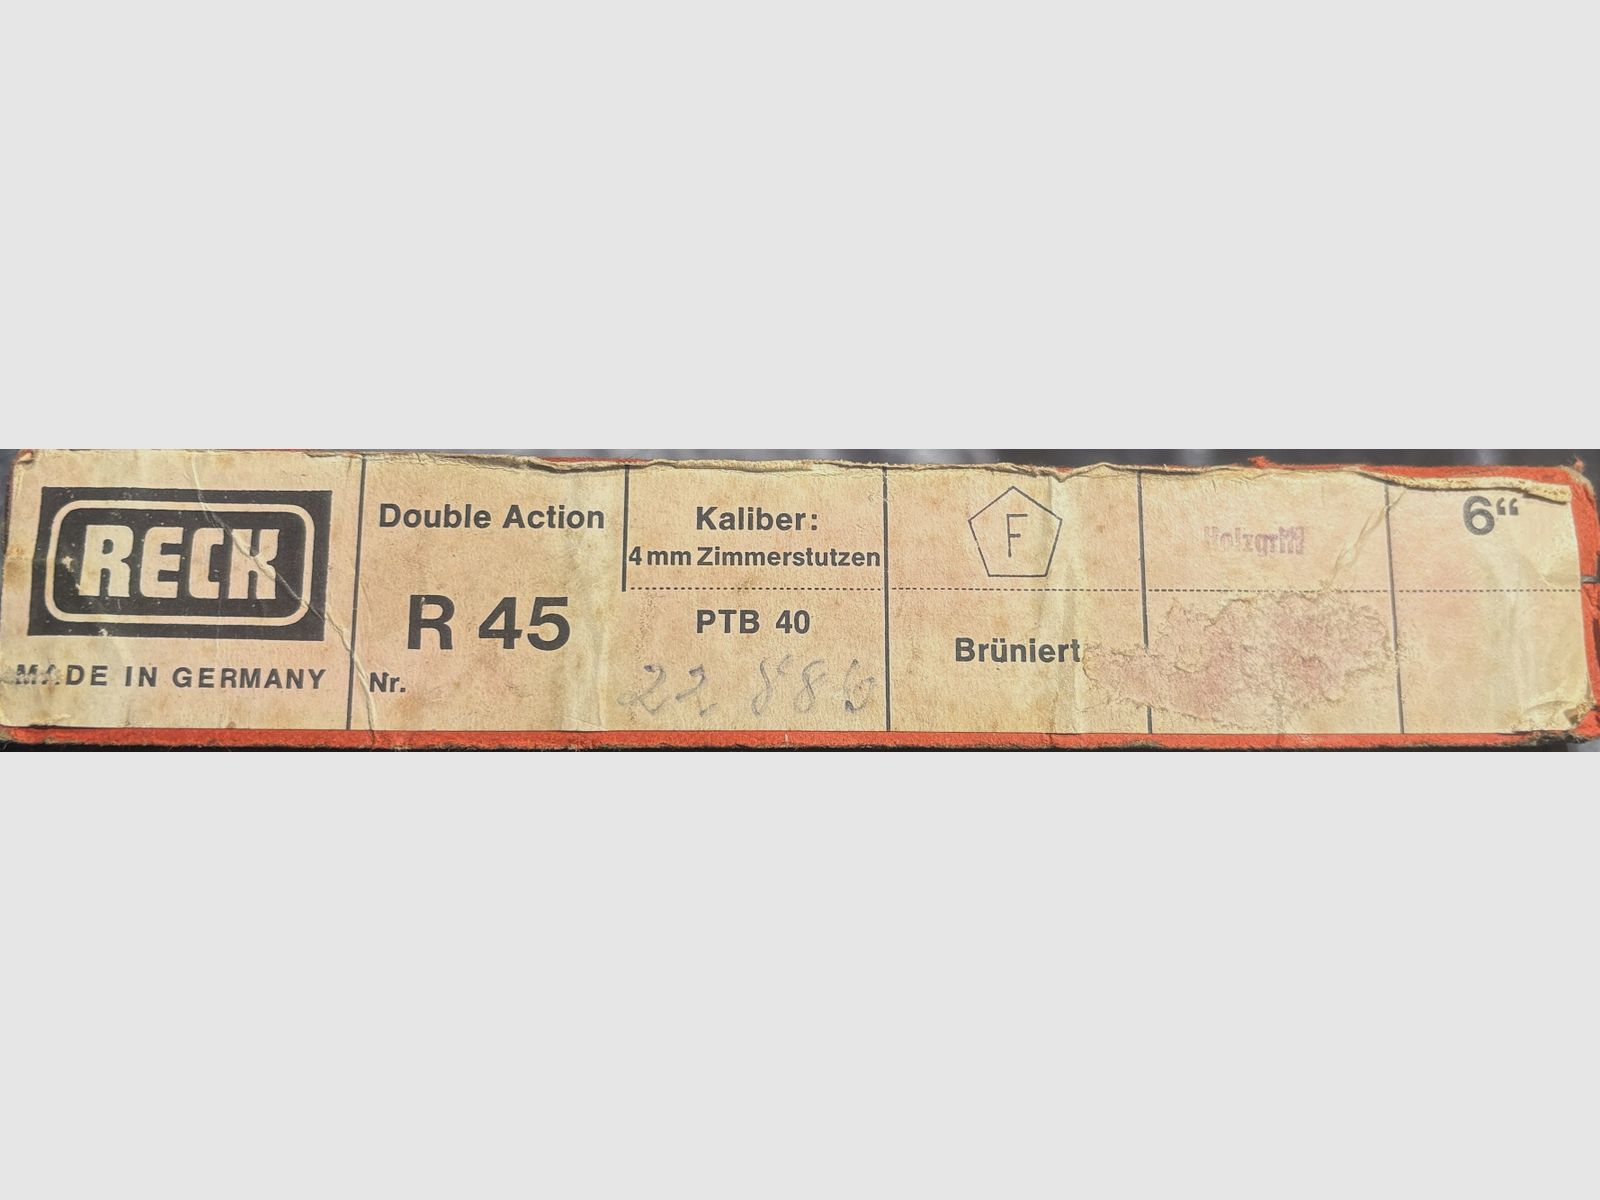 RECK
MADE IN GERMANY
Double Action
R 45
Nr. 22 886
Kaliber:
4 mm Zimmerstutzen
PTB 40
F
Brüniert
Holzgriff
6“